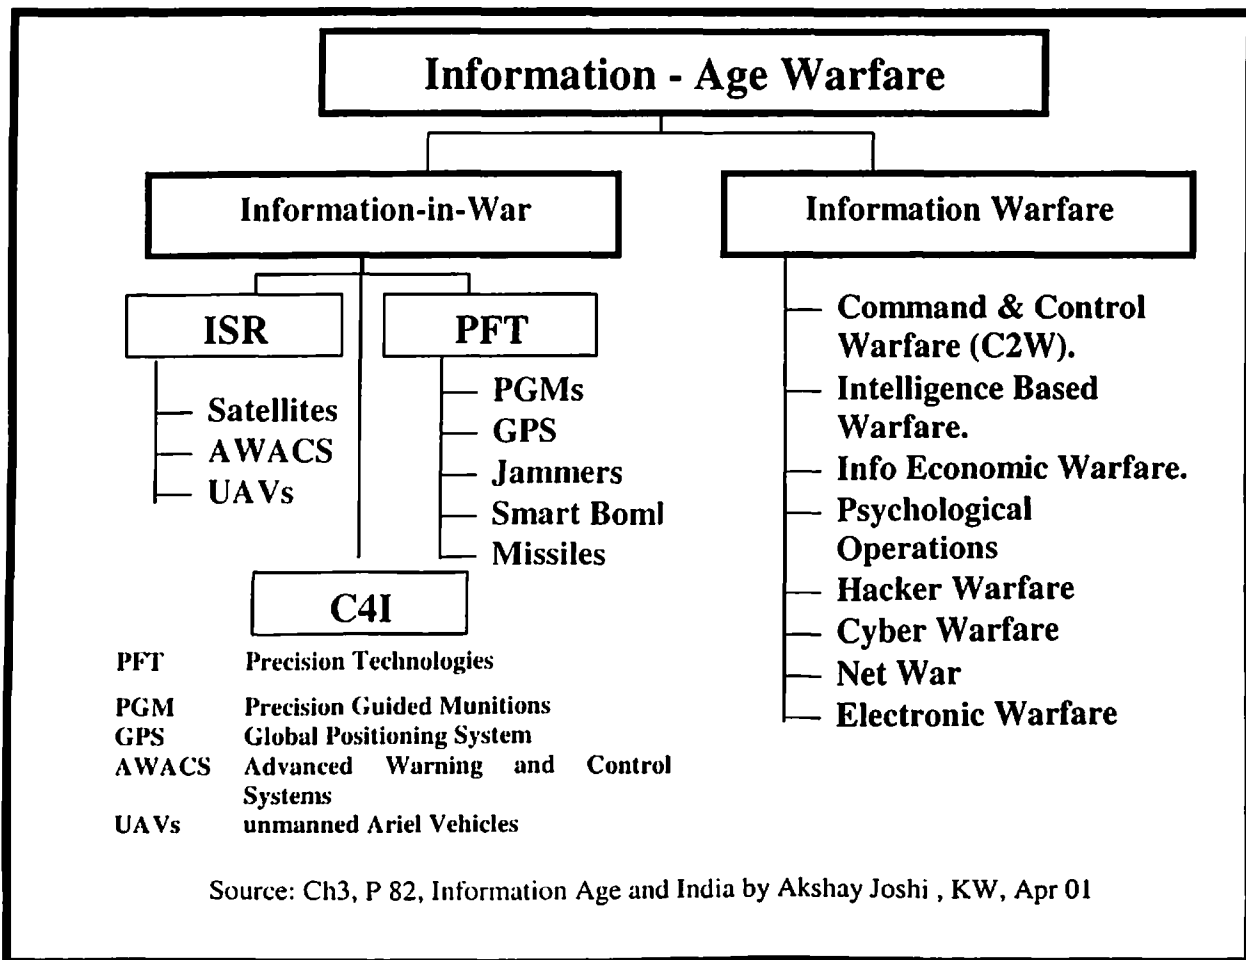 Information - Age Warfare
Information-in-War
Information Warfare
ISR
PFT
Satellites
AWACS
UAVs
PGMs
GPS
Jammers
Smart Boml
Missiles
C4I
Command & Control
Warfare (C2W).
Intelligence Based
Warfare.
Info Economic Warfare.
Psychological
Operations
Hacker Warfare
Cyber Warfare
Net War
Electronic Warfare
PFT Precision Technologies
PGM Precision Guided Munitions
GPS Global Positioning System
AWACS Advanced Warning and Control
Systems
UAVs unmanned Ariel Vehicles
Source: Ch3, P 82, Information Age and India by Akshay Joshi , KW, Apr 01